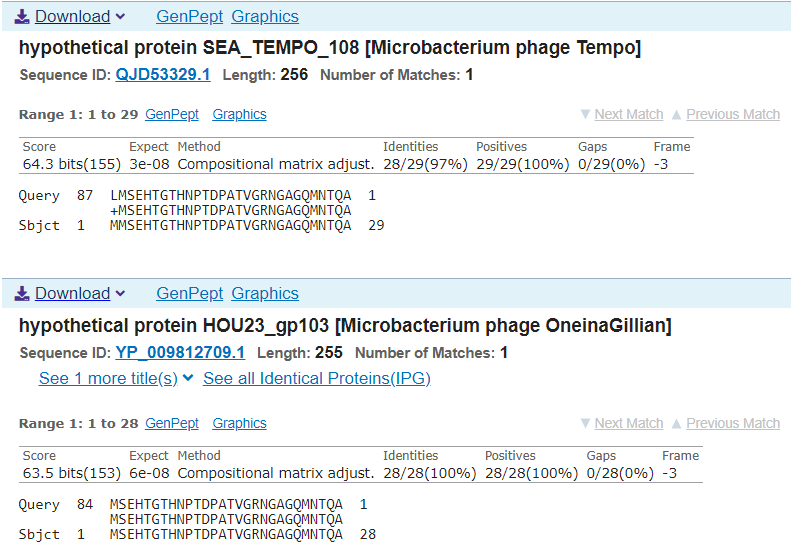 Download GenPept Graphics
hypothetical protein SEA_TEMPO_108 [Microbacterium phage Tempo]
Sequence ID: QJD53329.1 Length: 256 Number of Matches: 1
Range 1: 1 to 29 GenPept Graphics Next Match Previous Match
Score Expect Method Identities Positives Gaps Frame
64.3 bits(155) 3e-08 Compositional matrix adjust. 28/29(97%) 29/29(100%) 0/29(0%) -3
Query 87 LMSEHTGTHNPTDPATVGRNGAGQMNTQA 1
+MSEHTGTHNPTDPATVGRNGAGQMNTQA
Sbjct 1 MMSEHTGTHNPTDPATVGRNGAGQMNTQA 29
Download GenPept Graphics
hypothetical protein HOU23_gp103 [Microbacterium phage OneinaGillian]
Sequence ID: YP_009812709.1 Length: 255 Number of Matches: 1
See 1 more title(s) See all Identical Proteins(IPG)
Range 1: 1 to 28 GenPept Graphics Next Match Previous Match
Score Expect Method Identities Positives Gaps Frame
63.5 bits(153) 6e-08 Compositional matrix adjust. 28/28(100%) 28/28(100%) 0/28(0%) -3
Query 84 MSEHTGTHNPTDPATVGRNGAGQMNTQA 1
MSEHTGTHNPTDPATVGRNGAGQMNTQA
Sbjct 1 MSEHTGTHNPTDPATVGRNGAGQMNTQA 28